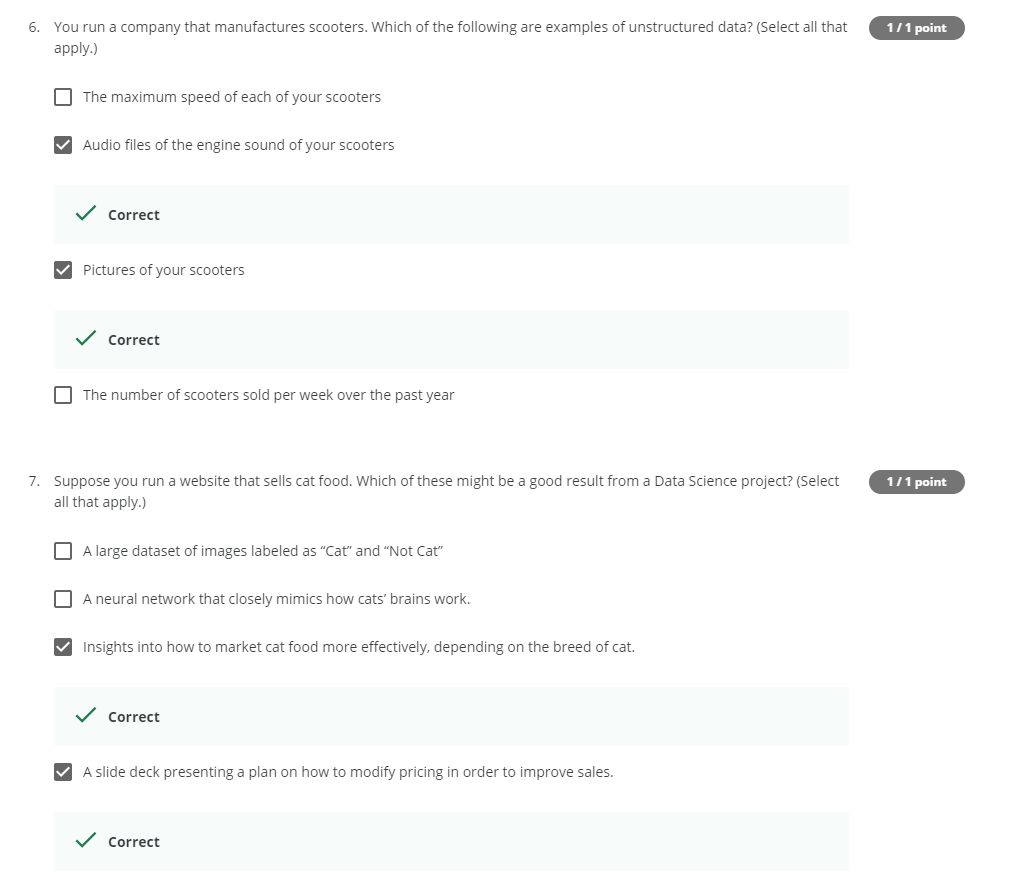 6. You run a company that manufactures scooters. Which of the following are examples of unstructured data? (Select all that
apply.)
1 / 1 point
The maximum speed of each of your scooters
Audio files of the engine sound of your scooters
Correct
Pictures of your scooters
Correct
The number of scooters sold per week over the past year
7. Suppose you run a website that sells cat food. Which of these might be a good result from a Data Science project? (Select
all that apply.)
1 / 1 point
A large dataset of images labeled as “Cat” and “Not Cat”
A neural network that closely mimics how cats’ brains work.
Insights into how to market cat food more effectively, depending on the breed of cat.
Correct
A slide deck presenting a plan on how to modify pricing in order to improve sales.
Correct